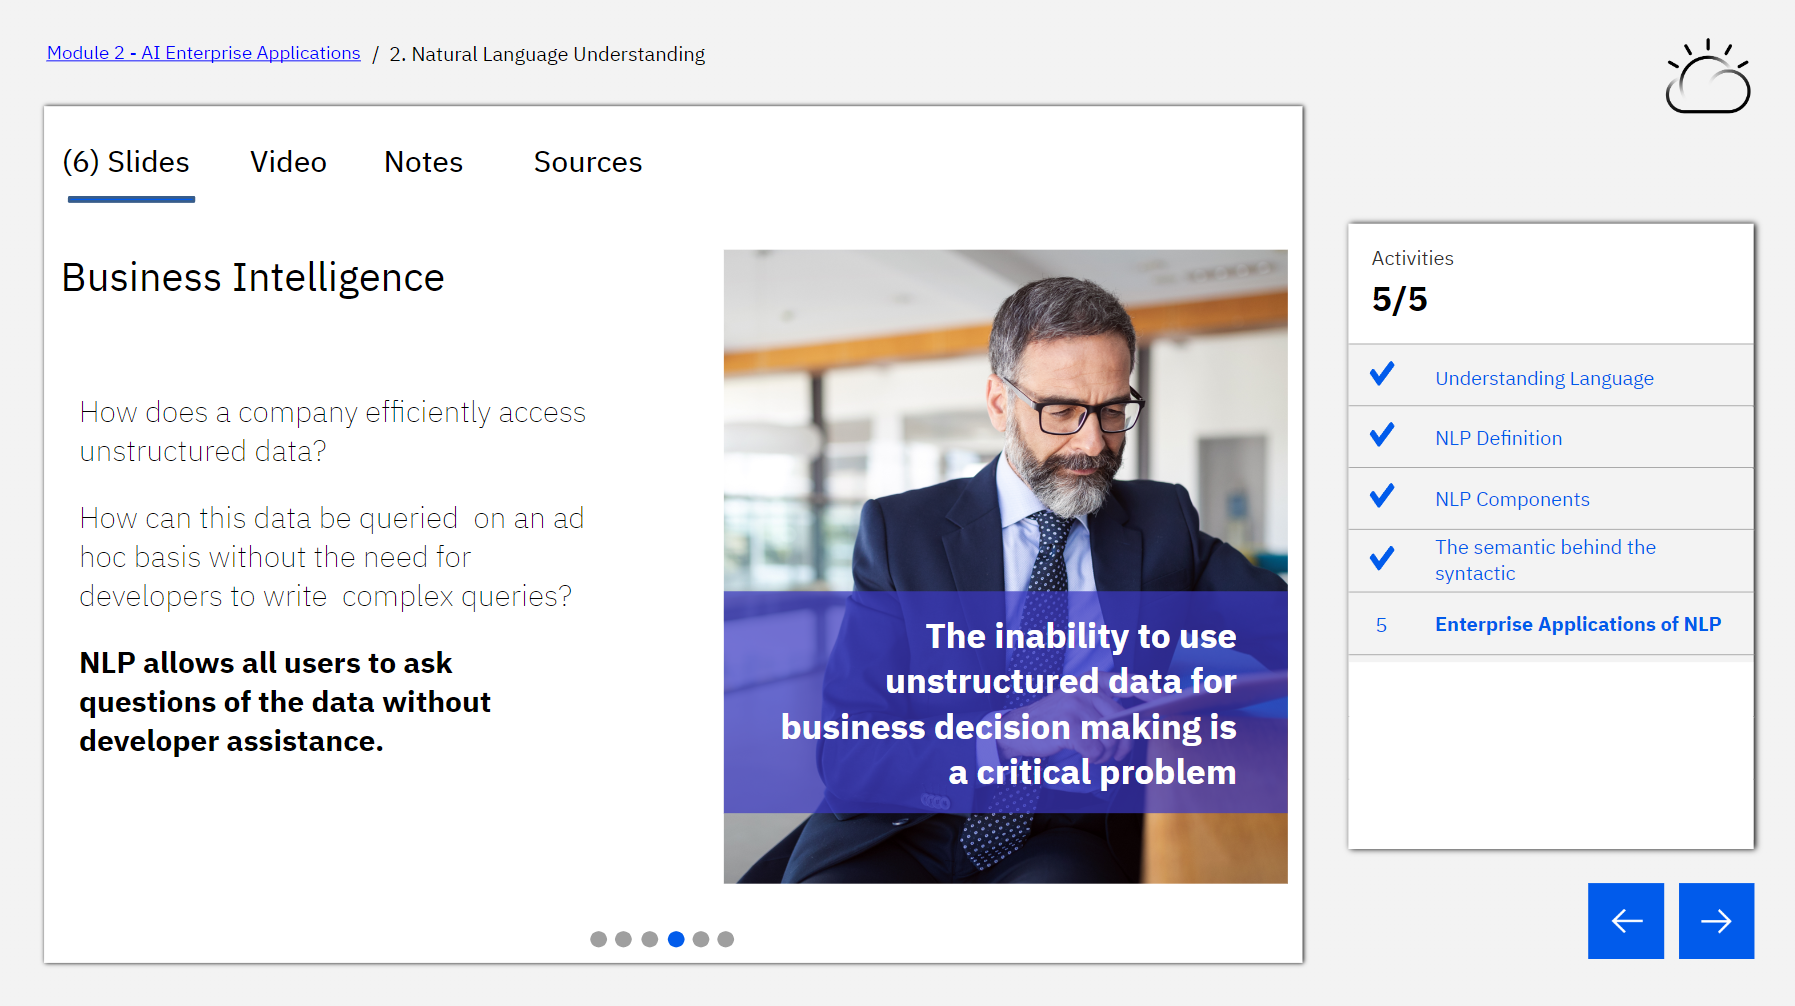 Module 2 - AI Enterprise Applications / 2. Natural Language Understanding
(6) Slides Video Notes Sources
Business Intelligence
How does a company efficiently access
unstructured data?
How can this data be queried  on an ad
hoc basis without the need for
developers to write  complex queries?
NLP allows all users to ask
questions of the data without
developer assistance.
The inability to use
unstructured data for
business decision making is
a critical problem
Activities
5/5
Understanding Language
NLP Definition
NLP Components
The semantic behind the
syntactic
5 Enterprise Applications of NLP